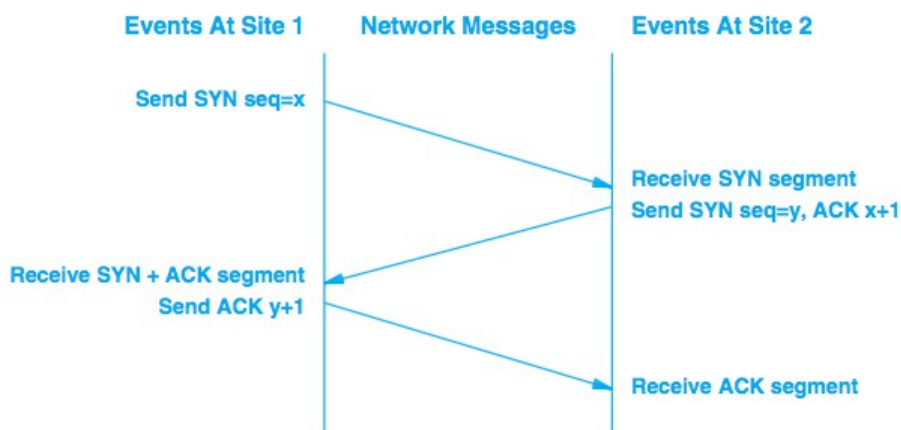 Events At Site 1
Network Messages
Events At Site 2
Send SYN seq=x
Receive SYN segment
Send SYN seq=y, ACK x+1
Receive SYN + ACK segment
Send ACK y+1
Receive ACK segment